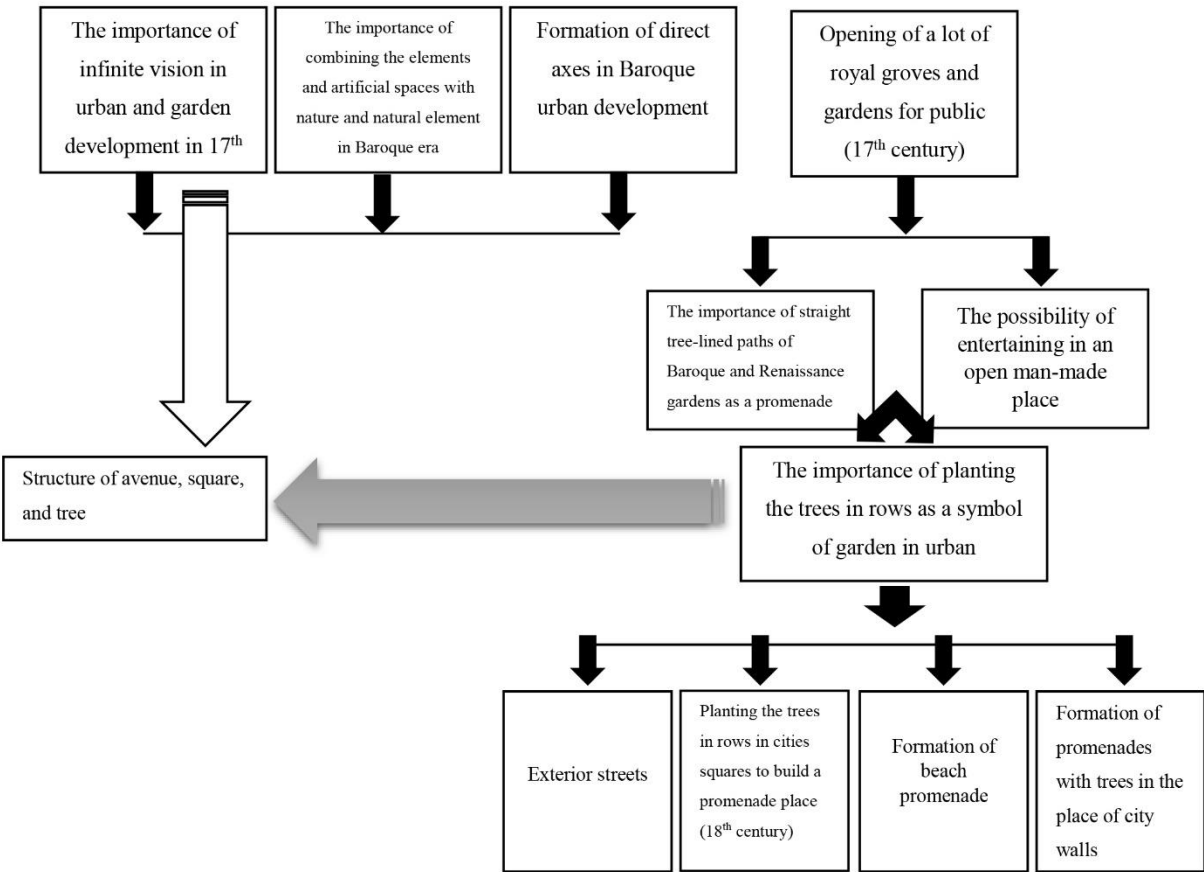 The importance of
infinite vision in
urban and garden
development in 17th
The importance of
combining the elements
and artificial spaces with
nature and natural element
in Baroque era
Formation of direct
axes in Baroque
urban development
Opening of a lot of
royal groves and
gardens for public
(17th century)
The importance of straight
tree-lined paths of
Baroque and Renaissance
gardens as a promenade
The possibility of
entertaining in an
open man-made
place
Structure of avenue, square,
and tree
The importance of planting
the trees in rows as a symbol
of garden in urban
Exterior streets
Planting the trees
in rows in cities
squares to build a
promenade place
(18th century)
Formation of
beach
promenade
Formation of
promenades
with trees in the
place of city
walls